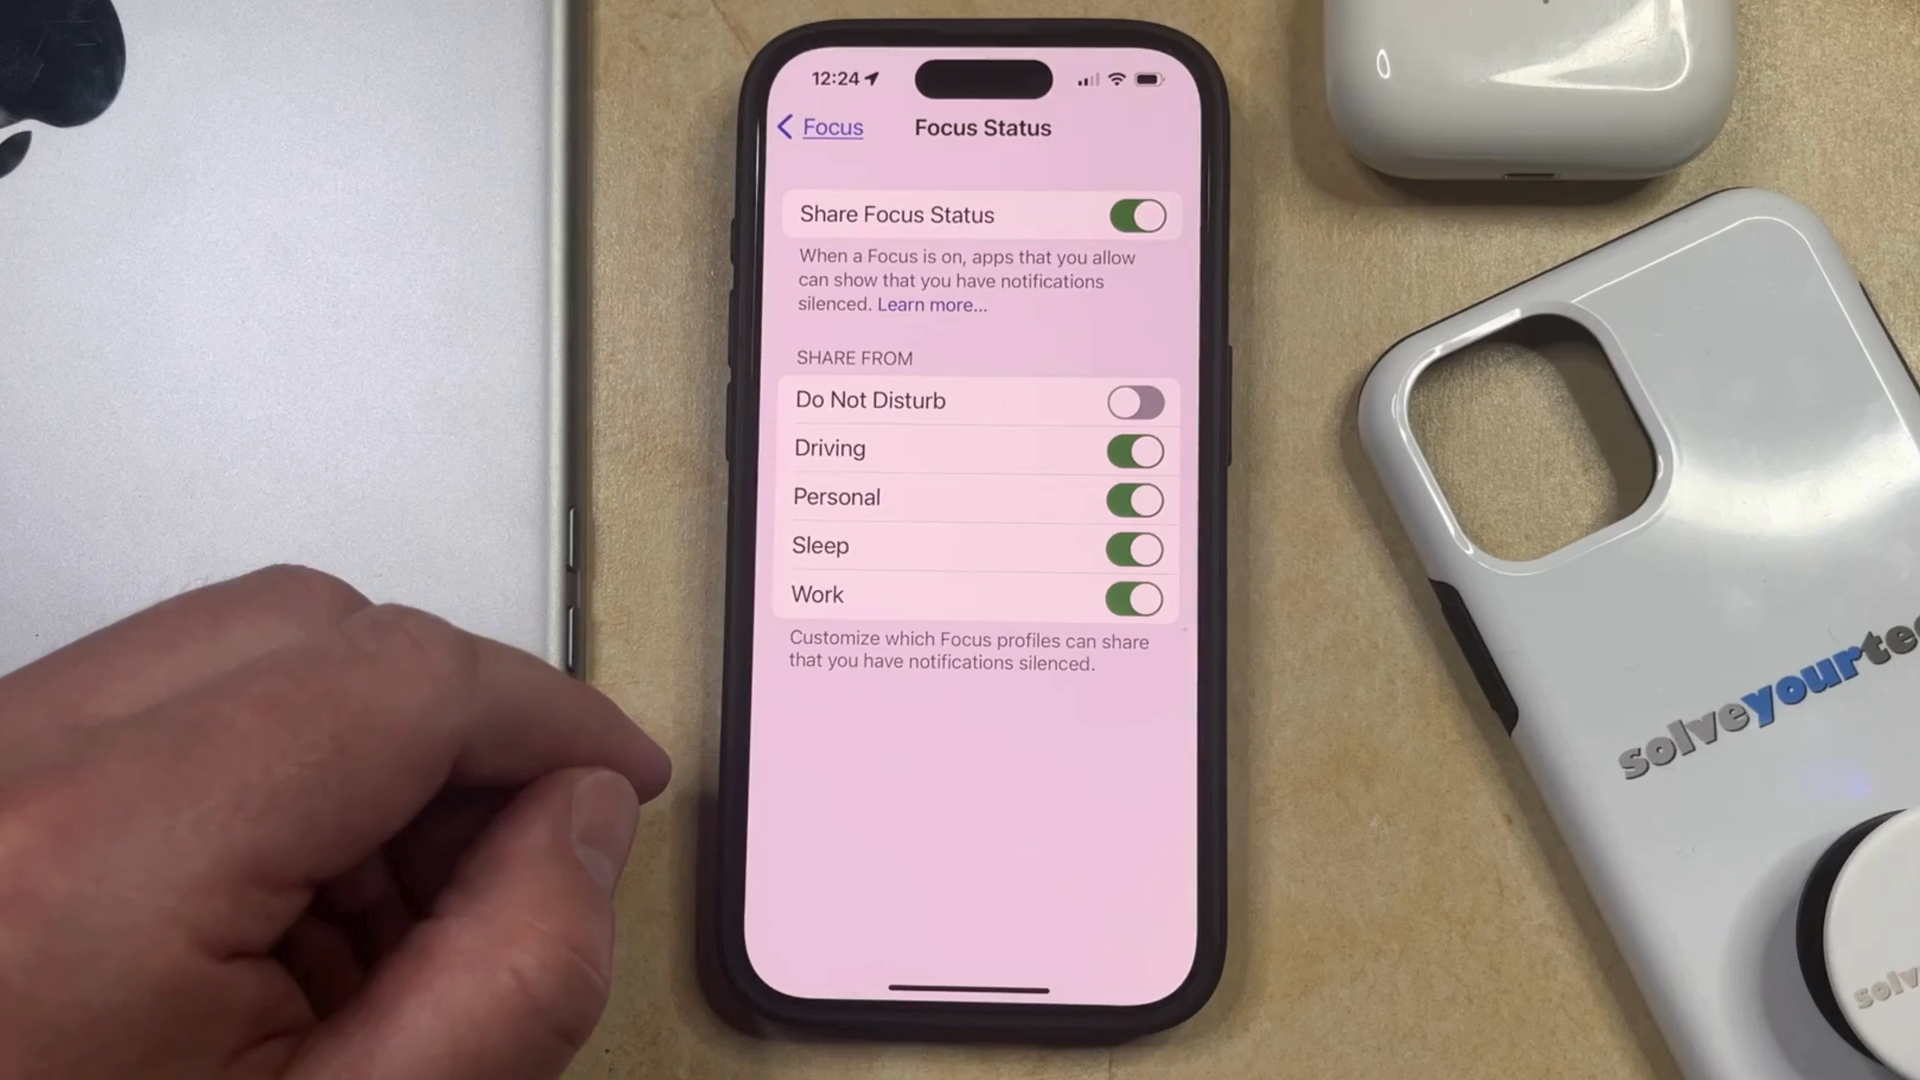 12:24
Focus
Focus Status
Share Focus Status
When a Focus is on, apps that you allow
can show that you have notifications
silenced. Learn more...
SHARE FROM
Do Not Disturb
Driving
Personal
Sleep
Work
Customize which Focus profiles can share
that you have notifications silenced.
solveyourtec
solv